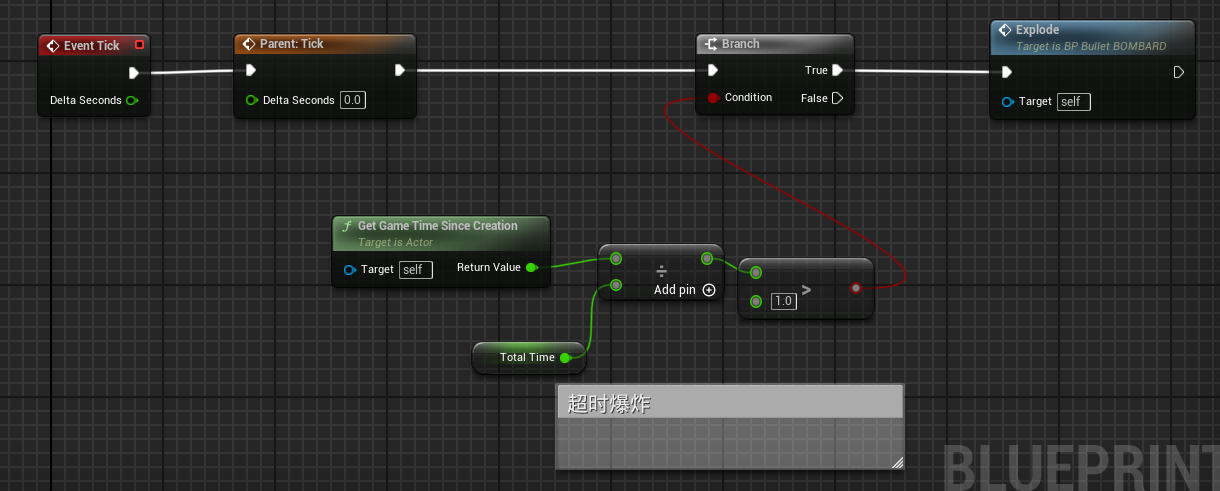 Event Tick
Delta Seconds
Parent: Tick
Delta Seconds 0.0
Branch
True
Condition
False
Explode
Target is BP Bullet BOMBARD
Target self
f Get Game Time Since Creation
Target is Actor
Target self
Return Value
÷
Add pin
1.0
>
Total Time
超时爆炸
BLUEPRINT